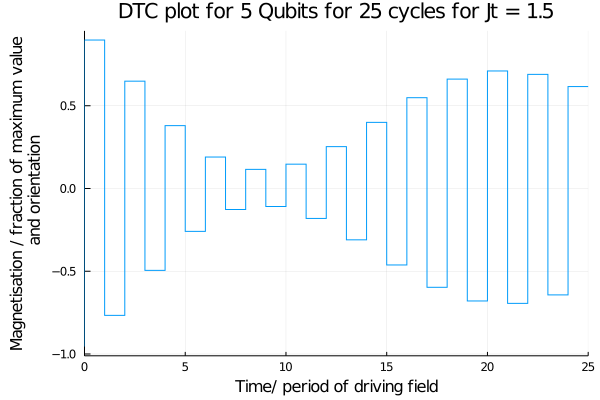 DTC plot for 5 Qubits for 25 cycles for Jt = 1.5
Magnetisation / fraction of maximum value
and orientation
0.5
0.0
−0.5
−1.0
0 5 10 15 20 25
Time/ period of driving field